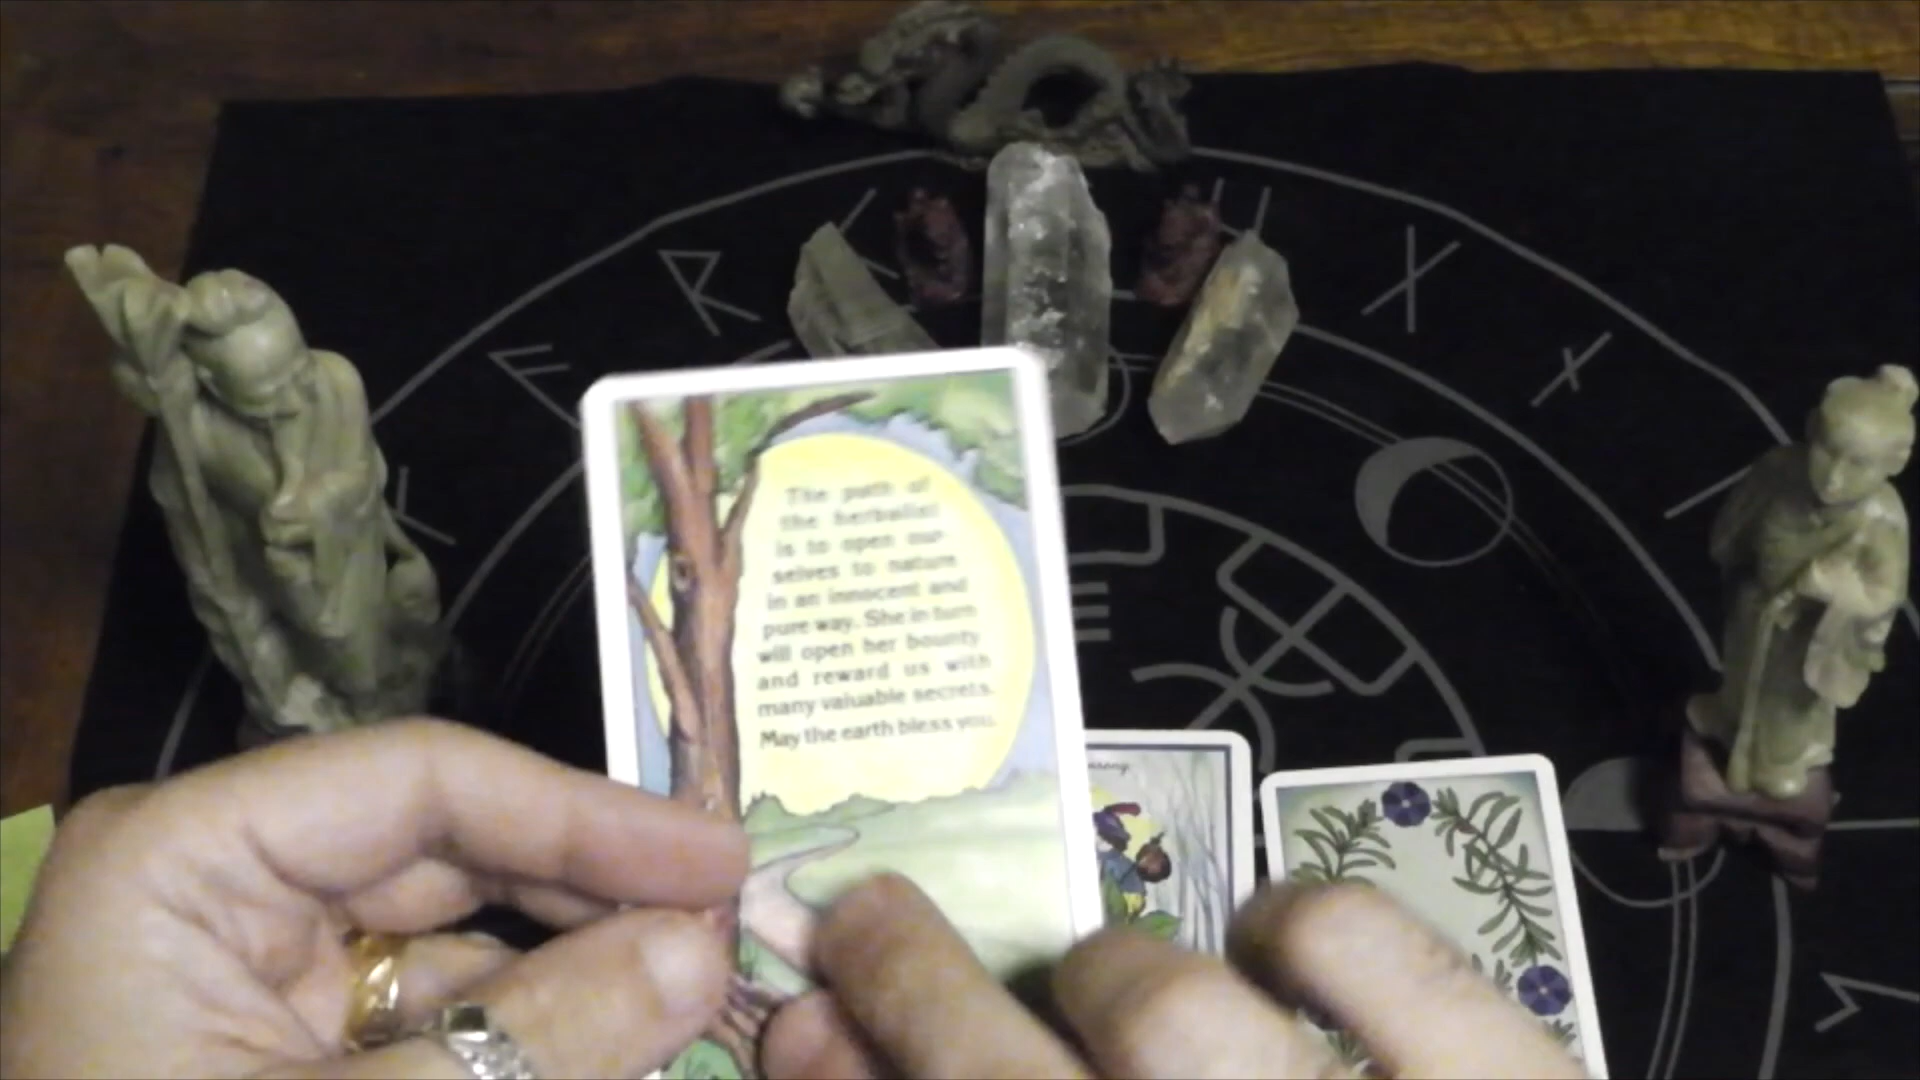 The path of
the herbalist
is to open our-
selves to nature
in an innocent and
pure way. She in turn
will open her bounty
and reward us with
many valuable secrets.
May the earth bless you.